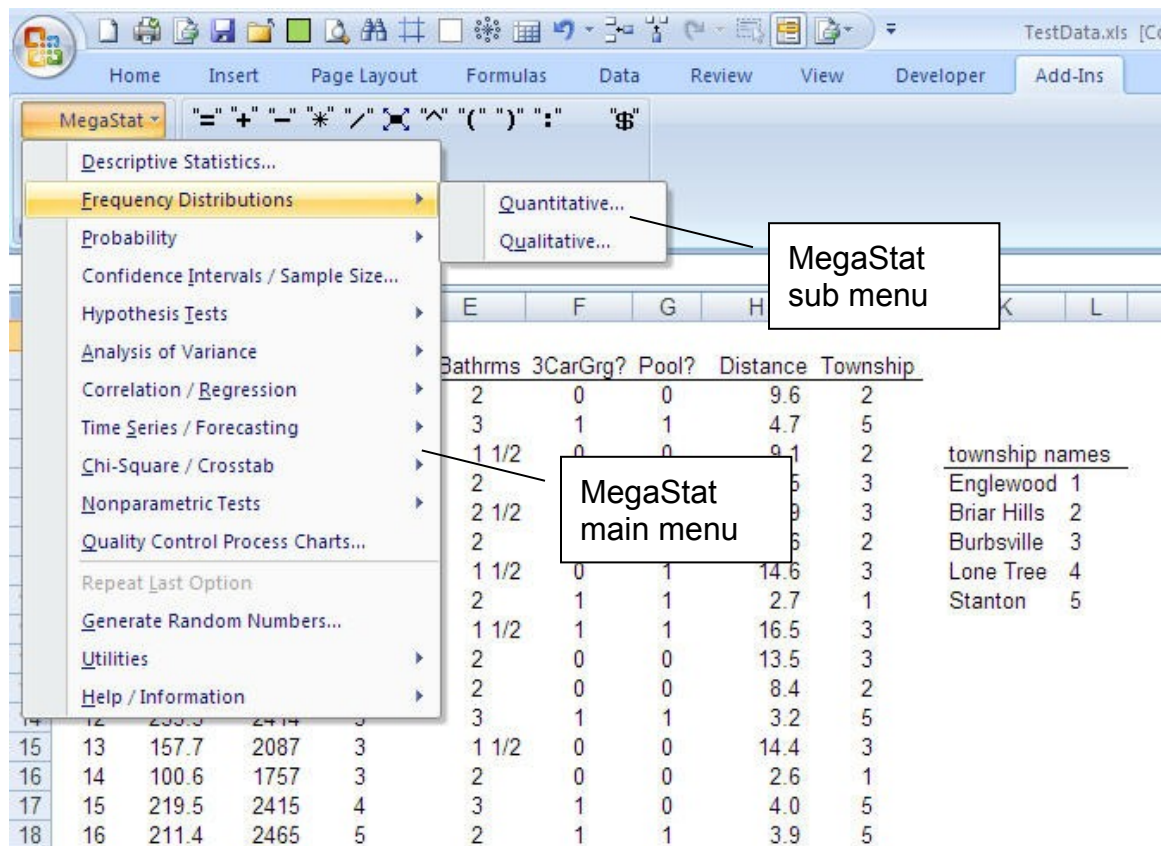 TestData.xls [Co
Home Insert Page Layout Formulas Data Review View Developer Add-Ins
MegaStat "=" "+" "−" "*" "/" "^" "(" ")" ":" "$"
Descriptive Statistics...
Frequency Distributions
Quantitative...
Probability
Qualitative...
MegaStat
sub menu
Confidence Intervals / Sample Size...
Hypothesis Tests
E F G H K L
Analysis of Variance
Bathrms 3CarGrg? Pool? Distance Township
Correlation / Regression
2 0 0 9.6 2
Time Series / Forecasting
3 1 1 4.7 5
1 1/2 0 0 9.1 2 township names
Chi-Square / Crosstab
2 3 Englewood 1
MegaStat
main menu
Nonparametric Tests
2 1/2 3 Briar Hills 2
Quality Control Process Charts...
2 2 Burbsville 3
Repeat Last Option
1 1/2 0 1 14.6 3 Lone Tree 4
2 1 1 2.7 1 Stanton 5
Generate Random Numbers...
1 1/2 1 1 16.5 3
Utilities
2 0 0 13.5 3
Help / Information
2 0 0 8.4 2
14 12 2414 3 1 1 3.2 5
15 13 157.7 2087 3 1 1/2 0 0 14.4 3
16 14 100.6 1757 3 2 0 0 2.6 1
17 15 219.5 2415 4 3 1 0 4.0 5
18 16 211.4 2465 5 2 1 1 3.9 5